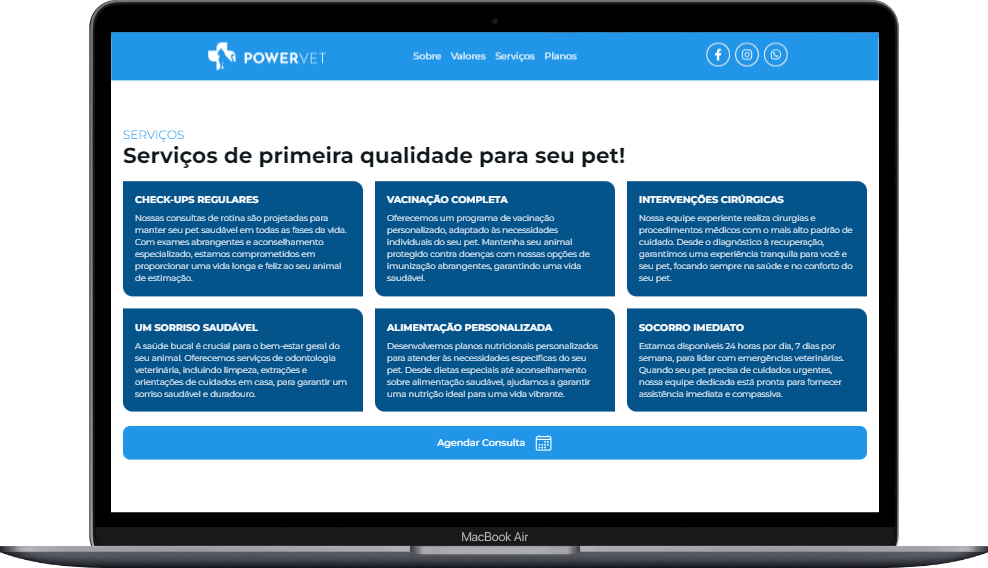 POWERVET
Sobre Valores Serviços Planos
SERVIÇOS
Serviços de primeira qualidade para seu pet!
CHECK-UPS REGULARES
Nossas consultas de rotina são projetadas para
manter seu pet saudável em todas as fases da vida.
Com exames abrangentes e aconselhamento
especializado, estamos comprometidos em
proporcionar uma vida longa e feliz ao seu animal
de estimação.
VACINAÇÃO COMPLETA
Oferecemos um programa de vacinação
personalizado, adaptado às necessidades
individuais do seu pet. Mantenha seu animal
protegido contra doenças com nossas opções de
imunização abrangentes, garantindo uma vida
saudável.
INTERVENÇÕES CIRÚRGICAS
Nossa equipe experiente realiza cirurgias e
procedimentos médicos com o mais alto padrão de
cuidado. Desde o diagnóstico à recuperação,
garantimos uma experiência tranquila para você e
seu pet, focando sempre na saúde e no conforto do
seu pet.
UM SORRISO SAUDÁVEL
A saúde bucal é crucial para o bem-estar geral do
seu animal. Oferecemos serviços de odontologia
veterinária, incluindo limpeza, extrações e
orientações de cuidados em casa, para garantir um
sorriso saudável e duradouro.
ALIMENTAÇÃO PERSONALIZADA
Desenvolvemos planos nutricionais personalizados
para atender às necessidades específicas do seu
pet. Desde dietas especiais até aconselhamento
sobre alimentação saudável, ajudamos a garantir
uma nutrição ideal para uma vida vibrante.
SOCORRO IMEDIATO
Estamos disponíveis 24 horas por dia, 7 dias por
semana, para lidar com emergências veterinárias.
Quando seu pet precisa de cuidados urgentes,
nossa equipe dedicada está pronta para fornecer
assistência imediata e compassiva.
Agendar Consulta
MacBook Air